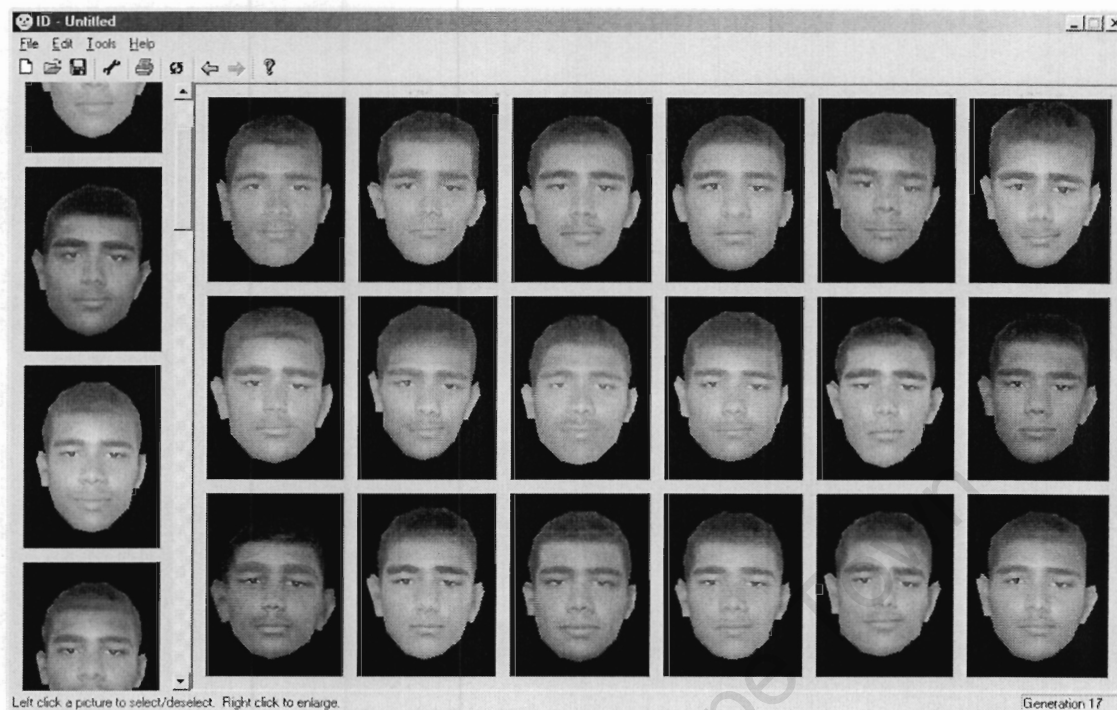 ID - Untitled
File Edit Tools Help
Left click a picture to select/deselect. Right click to enlarge.
Generation 17